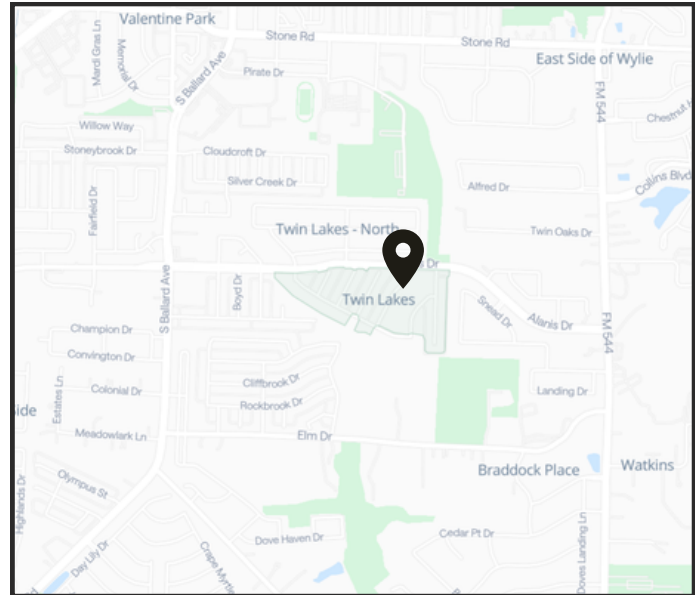 Valentine Park
Stone Rd
Stone Rd
East Side of Wylie
Mardi Gras Ln
Memorial Dr
S Ballard Ave
Pirate Dr
FM 544
Willow Way
Stoneybrook Dr
Cloudcroft Dr
Silver Creek Dr
Alfred Dr
Collins Blvd
Fairfield Dr
Twin Lakes - North
Twin Oaks Dr
Dr
S Ballard Ave
Boyd Dr
Twin Lakes
Snead Dr
Alanis Dr
FM 544
Champion Dr
Convington Dr
Colonial Dr
Estates Ln
Cliffbrook Dr
Rockbrook Dr
Landing Dr
Meadowlark Ln
Elm Dr
Braddock Place
Watkins
Olympus St
Highlands Dr
Dove Haven Dr
Cedar Pt Dr
Doves Landing Ln
Day Lily Dr
Crape Myrtle